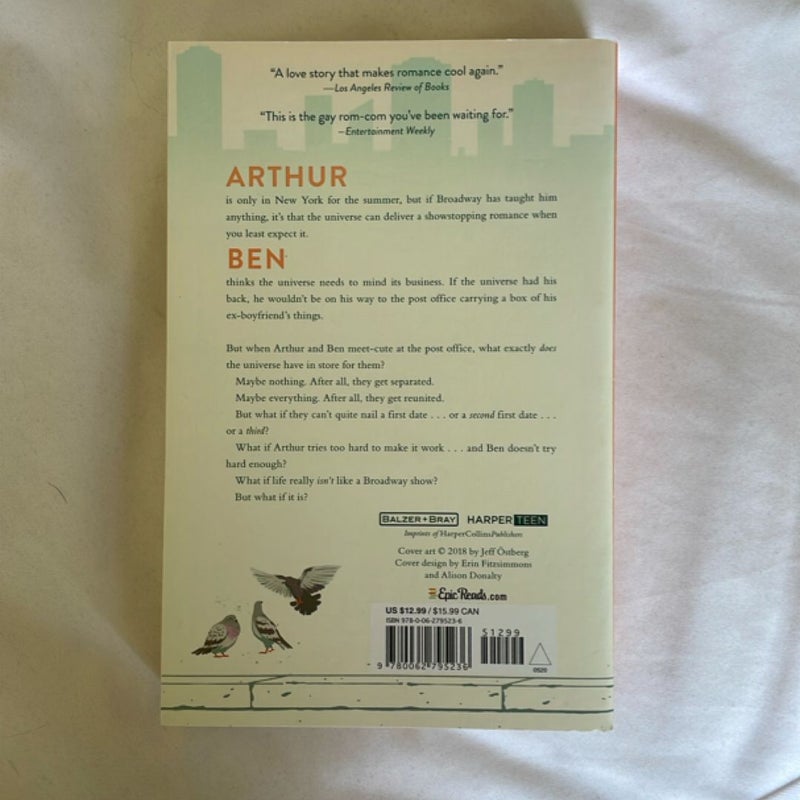 “A love story that makes romance cool again.”
—Los Angeles Review of Books
“This is the gay rom-com you’ve been waiting for.”
—Entertainment Weekly
ARTHUR
is only in New York for the summer, but if Broadway has taught him
anything, it’s that the universe can deliver a showstopping romance when
you least expect it.
BEN
thinks the universe needs to mind its business. If the universe had his
back, he wouldn’t be on his way to the post office carrying a box of his
ex-boyfriend’s things.
But when Arthur and Ben meet-cute at the post office, what exactly does
the universe have in store for them?
Maybe nothing. After all, they get separated.
Maybe everything. After all, they get reunited.
But what if they can’t quite nail a first date . . . or a second first date . . .
or a third?
What if Arthur tries too hard to make it work . . . and Ben doesn’t try
hard enough?
What if life really isn’t like a Broadway show?
But what if it is?
BALZER + BRAY HARPER TEEN
Imprints of HarperCollinsPublishers
Cover art © 2018 by Jeff Östberg
Cover design by Erin Fitzsimmons
and Alison Donalty
EpicReads.com
US $12.99 / $15.99 CAN
ISBN 978-0-06-279523-6
51299
9 780062 795236
0520